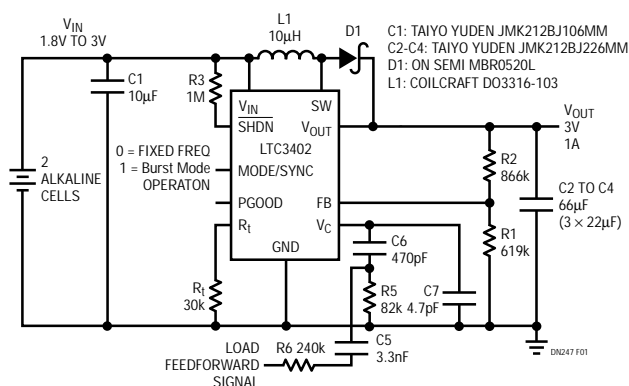 VIN
1.8V TO 3V
L1
10µH
D1
C1: TAIYO YUDEN JMK212BJ106MM
C2-C4: TAIYO YUDEN JMK212BJ226MM
D1: ON SEMI MBR0520L
L1: COILCRAFT DO3316-103
C1
10µF
R3
1M
VIN
SW
SHDN
VOUT
LTC3402
MODE/SYNC
PGOOD
FB
Rt
VC
GND
0 = FIXED FREQ
1 = Burst Mode
OPERATON
2
ALKALINE
CELLS
VOUT
3V
1A
R2
866k
C2 TO C4
66µF
(3 × 22µF)
R1
619k
C6
470pF
Rt
30k
R5
82k
C7
4.7pF
LOAD
FEEDFORWARD
SIGNAL
R6 240k
C5
3.3nF
DN247 F01